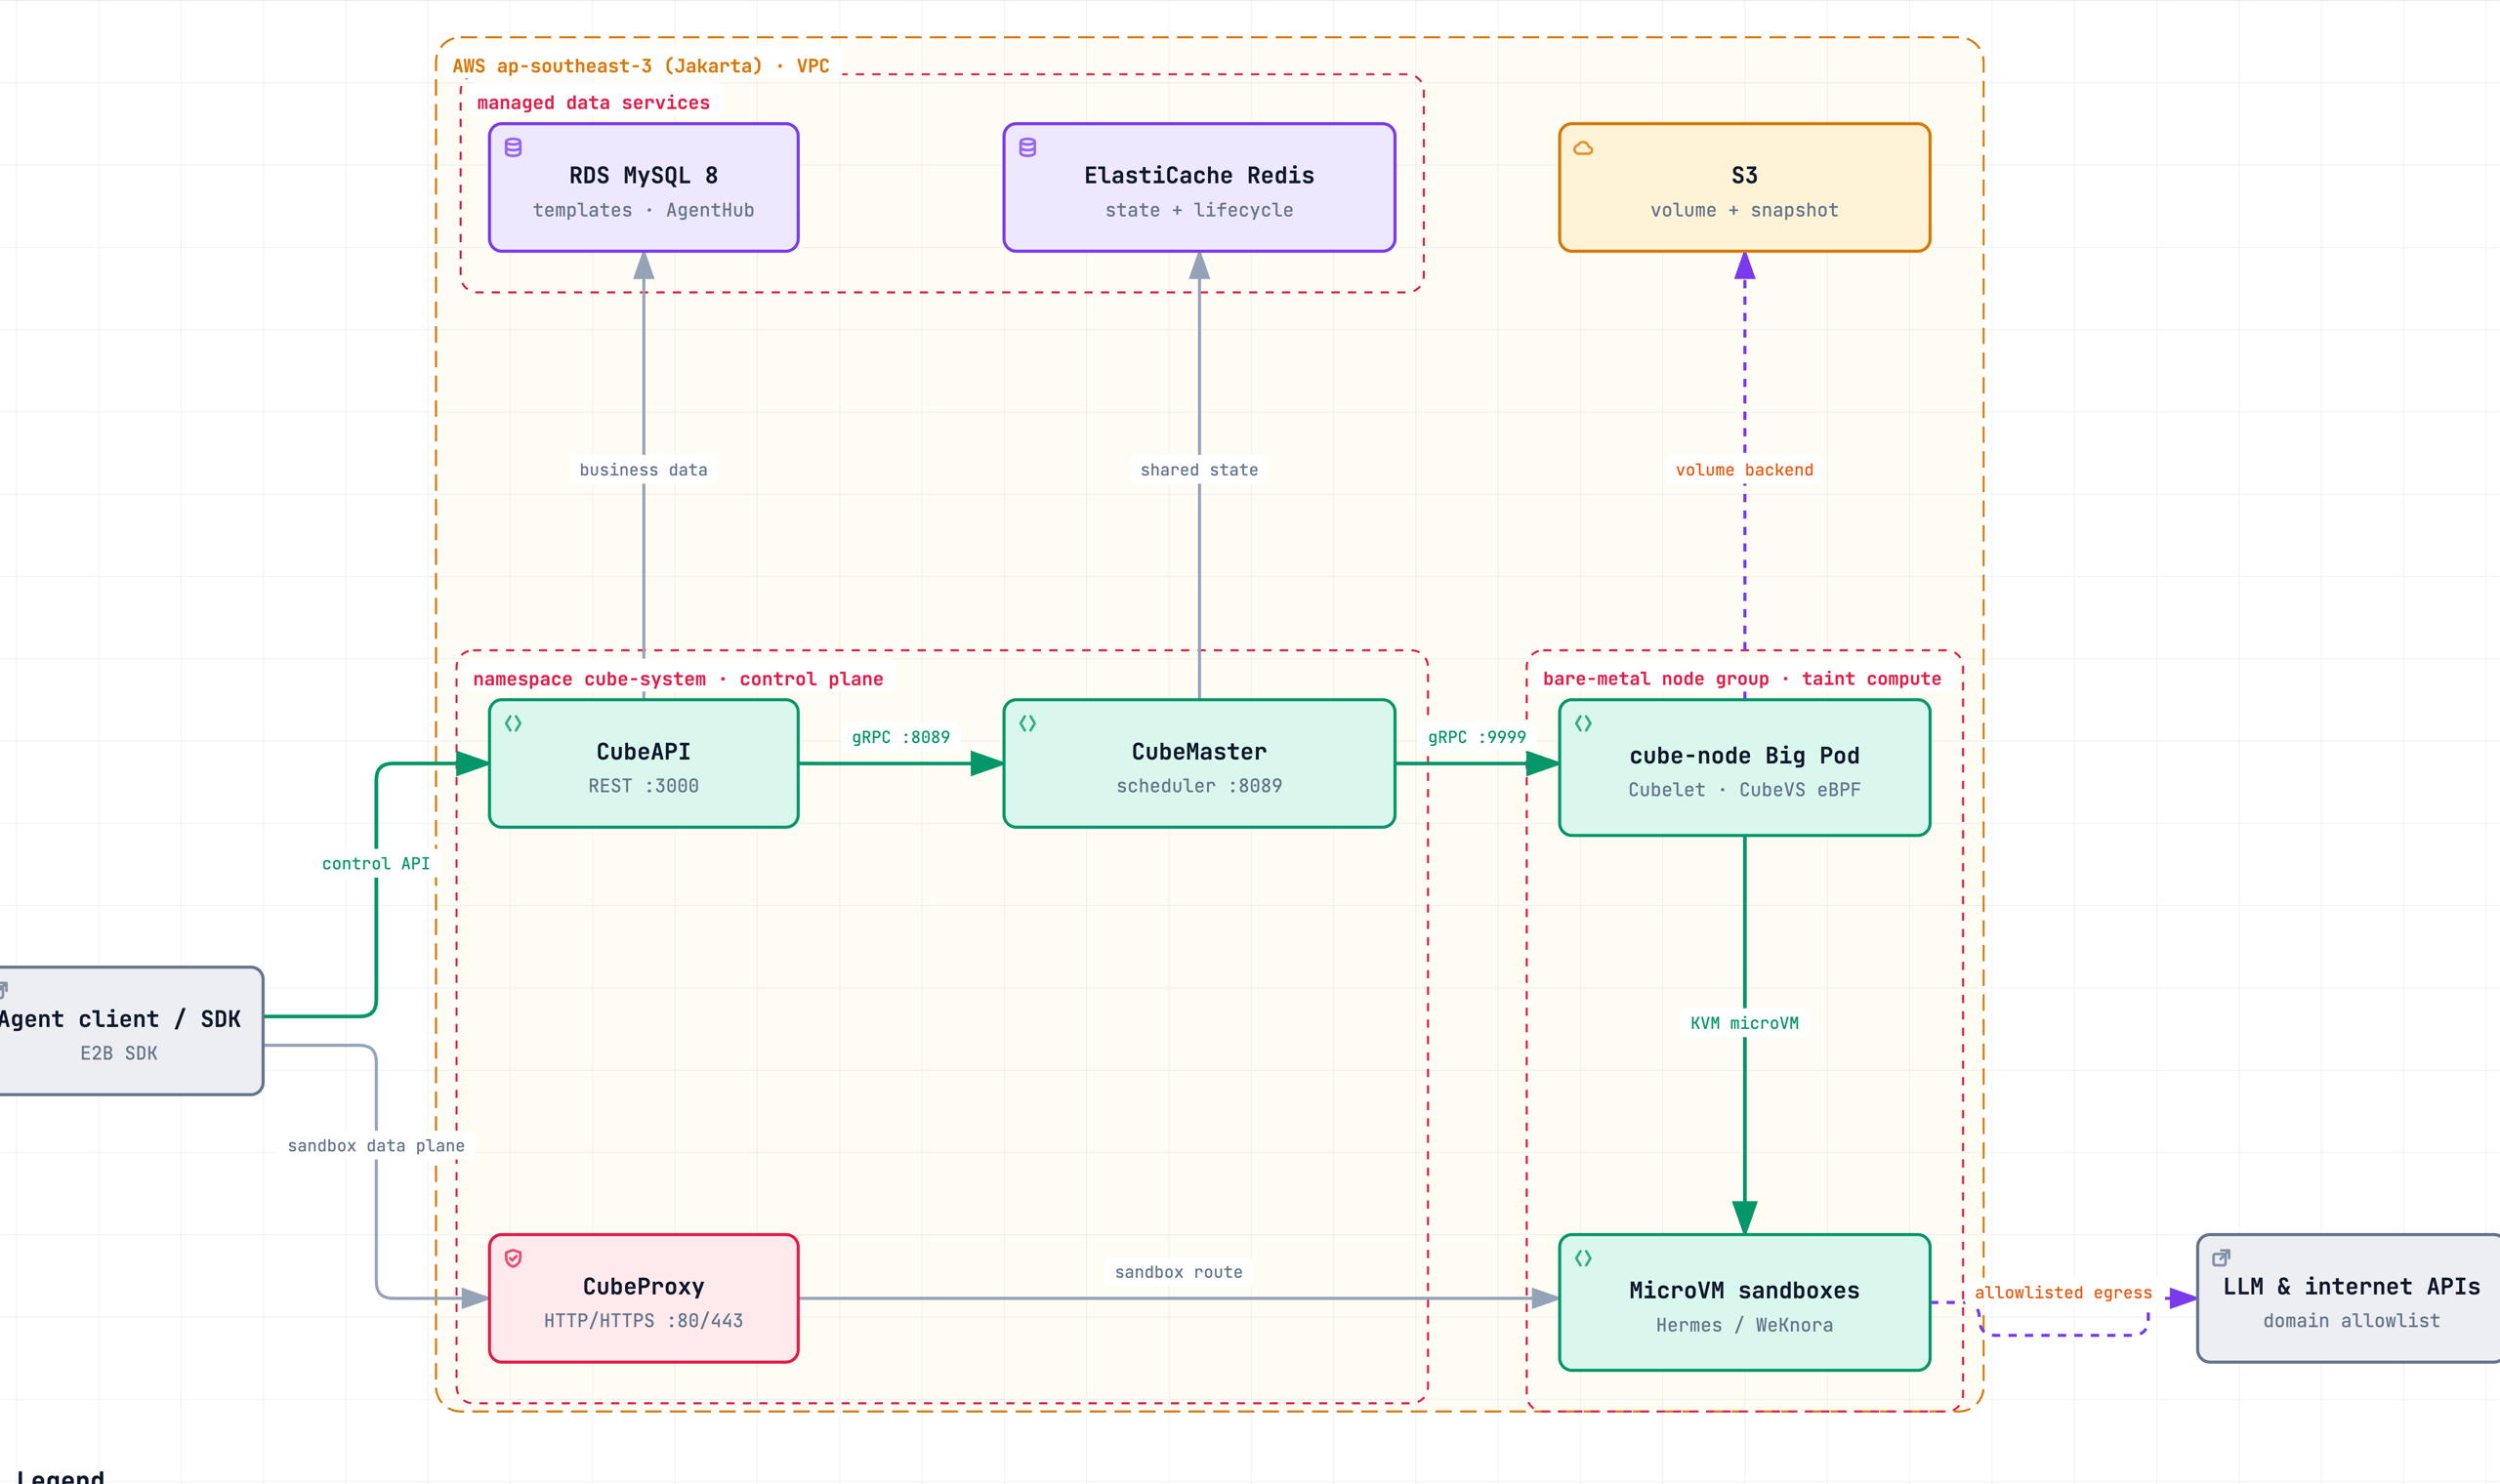 AWS ap-southeast-3 (Jakarta) · VPC
managed data services
RDS MySQL 8
templates · AgentHub
ElastiCache Redis
state + lifecycle
S3
volume + snapshot
business data
shared state
volume backend
namespace cube-system · control plane
bare-metal node group · taint compute
CubeAPI
REST :3000
gRPC :8089
CubeMaster
scheduler :8089
gRPC :9999
cube-node Big Pod
Cubelet · CubeVS eBPF
control API
Agent client / SDK
E2B SDK
KVM microVM
sandbox data plane
CubeProxy
HTTP/HTTPS :80/443
sandbox route
MicroVM sandboxes
Hermes / WeKnora
allowlisted egress
LLM & internet APIs
domain allowlist
Legend